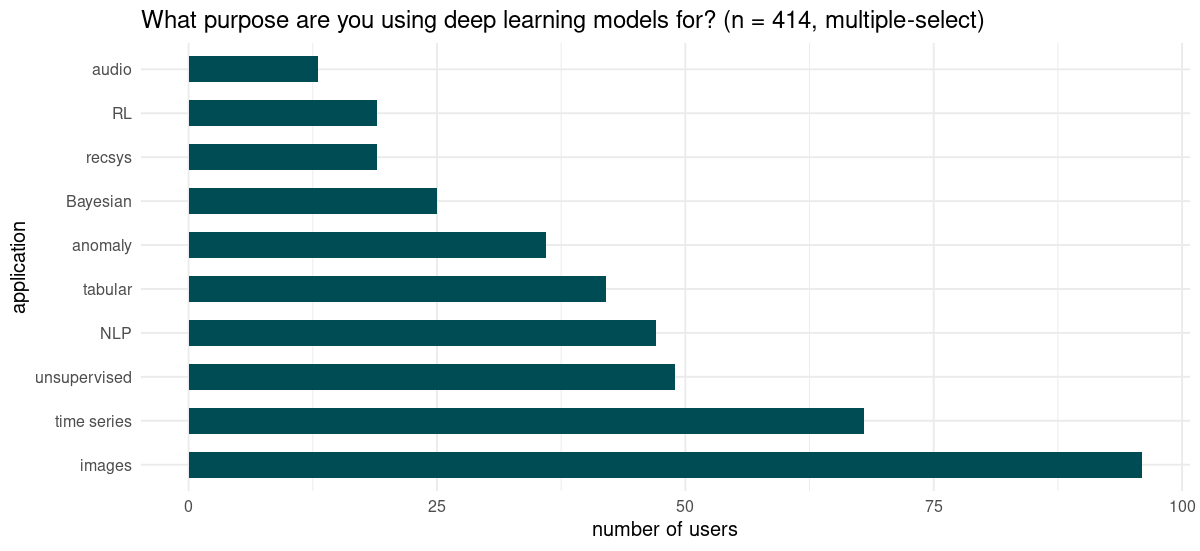 What purpose are you using deep learning models for? (n = 414, multiple-select)
application
audio
RL
recsys
Bayesian
anomaly
tabular
NLP
unsupervised
time series
images
0 25 50 75 100
number of users